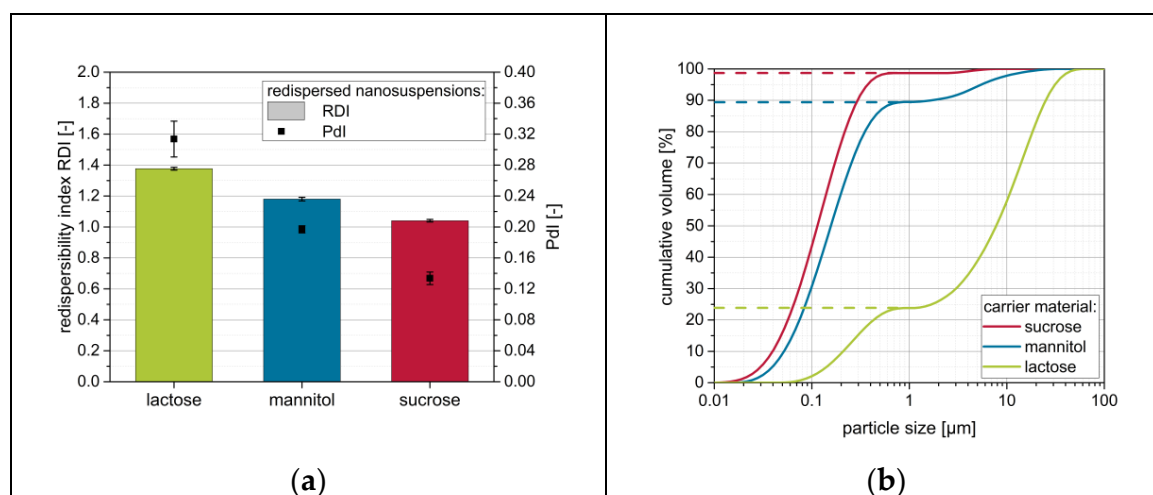 2.0
1.8
1.6
1.4
1.2
1.0
0.8
0.6
0.4
0.2
0.0
redispersibility index RDI [-]
redispersed nanosuspensions:
RDI
PdI
0.40
0.36
0.32
0.28
0.24
0.20
0.16
0.12
0.08
0.04
0.00
PdI [-]
lactose mannitol sucrose
(a)
100
90
80
70
60
50
40
30
20
10
0
cumulative volume [%]
carrier material:
sucrose
mannitol
lactose
0.01 0.1 1 10 100
particle size [µm]
(b)